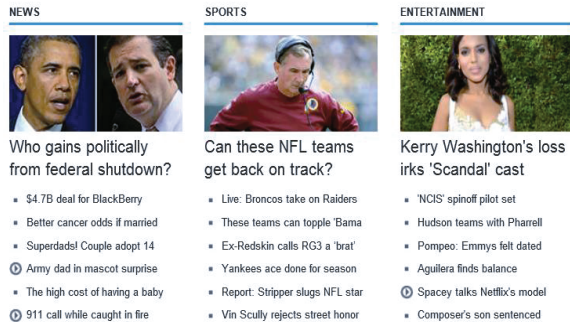 NEWS
Who gains politically
from federal shutdown?
$4.7B deal for BlackBerry
Better cancer odds if married
Superdads! Couple adopt 14
Army dad in mascot surprise
The high cost of having a baby
911 call while caught in fire
SPORTS
Can these NFL teams
get back on track?
Live: Broncos take on Raiders
These teams can topple 'Bama
Ex-Redskin calls RG3 a 'brat'
Yankees ace done for season
Report: Stripper slugs NFL star
Vin Scully rejects street honor
ENTERTAINMENT
Kerry Washington's loss
irks 'Scandal' cast
'NCIS' spinoff pilot set
Hudson teams with Pharrell
Pompeo: Emmys felt dated
Aguilera finds balance
Spacey talks Netflix's model
Composer's son sentenced